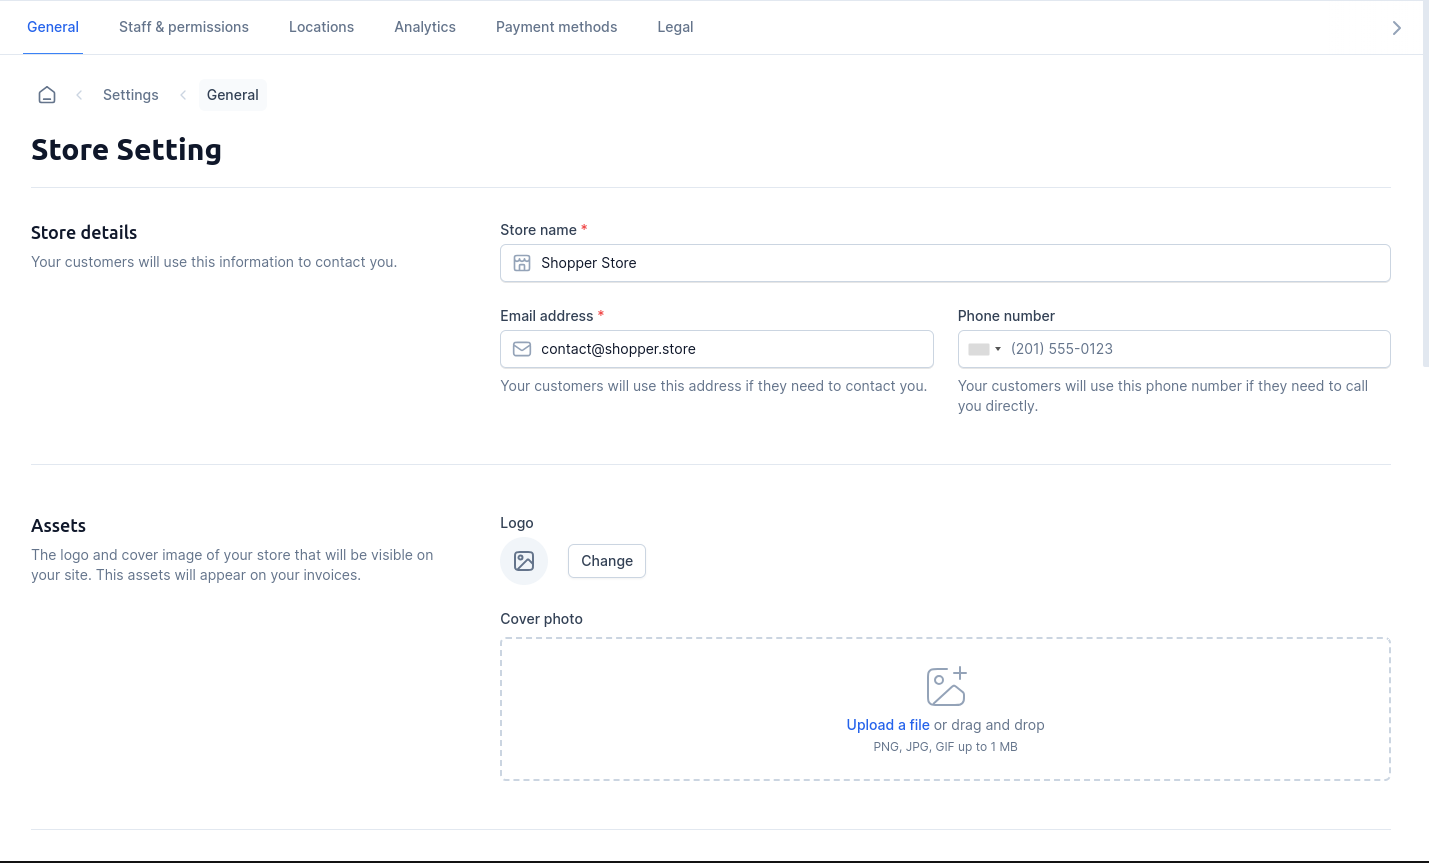 General Staff & permissions Locations Analytics Payment methods Legal
Settings General
Store Setting
Store details
Your customers will use this information to contact you.
Store name *
Shopper Store
Email address *
contact@shopper.store
Your customers will use this address if they need to contact you.
Phone number
(201) 555-0123
Your customers will use this phone number if they need to call
you directly.
Assets
The logo and cover image of your store that will be visible on
your site. This assets will appear on your invoices.
Logo
Change
Cover photo
Upload a file or drag and drop
PNG, JPG, GIF up to 1 MB